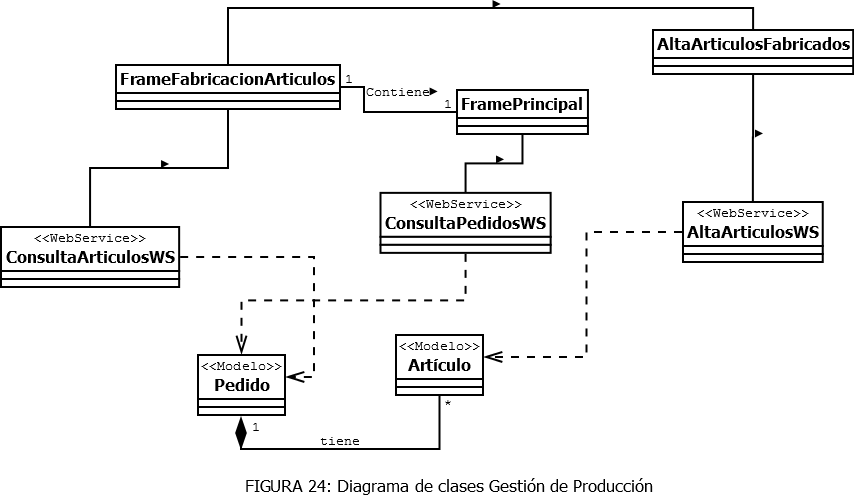 AltaArticulosFabricados
FrameFabricacionArticulos
1
Contiene
1
FramePrincipal
<<WebService>>
ConsultaPedidosWS
<<WebService>>
AltaArticulosWS
<<WebService>>
ConsultaArticulosWS
<<Modelo>>
Artículo
<<Modelo>>
Pedido
*
1
tiene
FIGURA 24: Diagrama de clases Gestión de Producción